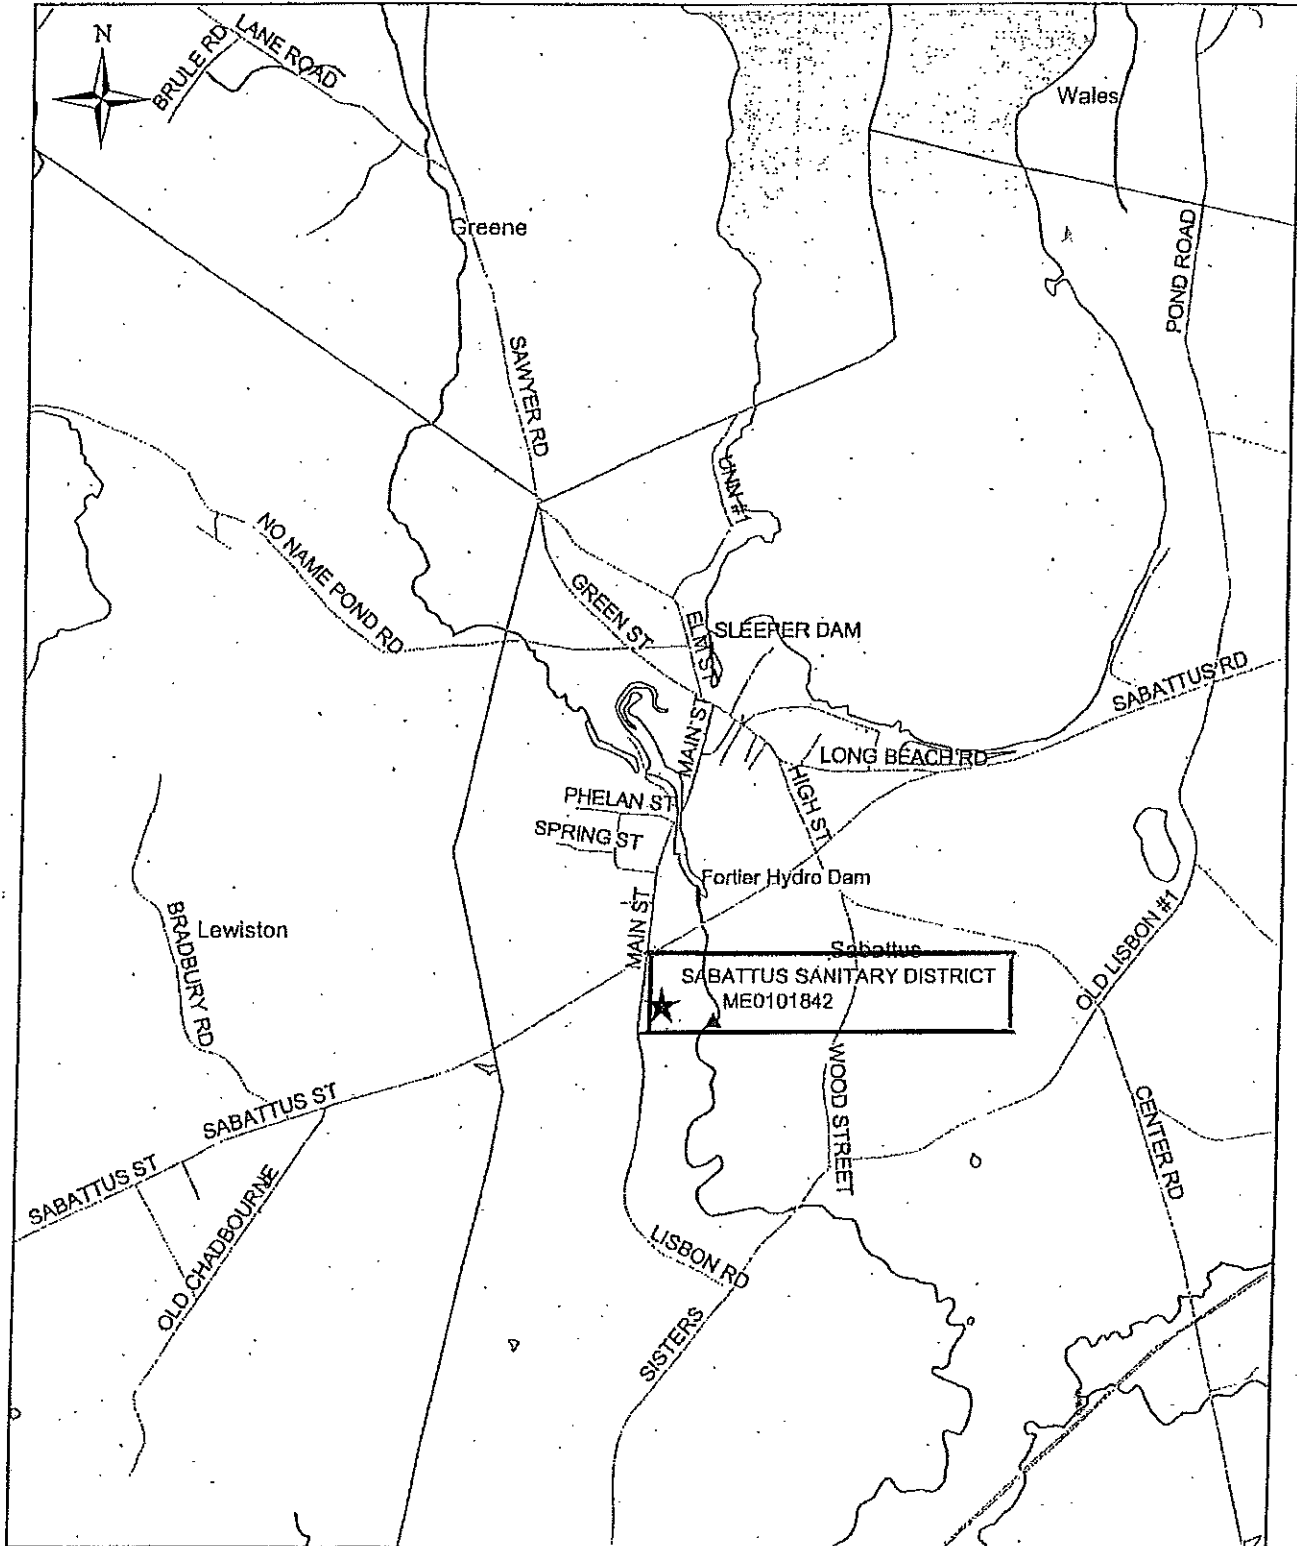 N
BRULE RD
LANE ROAD
Wales
Greene
POND ROAD
SAWYER RD
UNN #1
NO NAME POND RD
GREEN ST
ELM ST
SLEEPER DAM
SABATTUS RD
MAIN ST
LONG BEACH RD
HIGH ST
PHELAN ST
SPRING ST
Fortier Hydro Dam
MAIN ST
BRADBURY RD
Lewiston
Sabattus
OLD LISBON #1
SABATTUS SANITARY DISTRICT
ME0101842
WOOD STREET
CENTER RD
SABATTUS ST
SABATTUS ST
OLD CHADBOURNE
LISBON RD
SISTERS